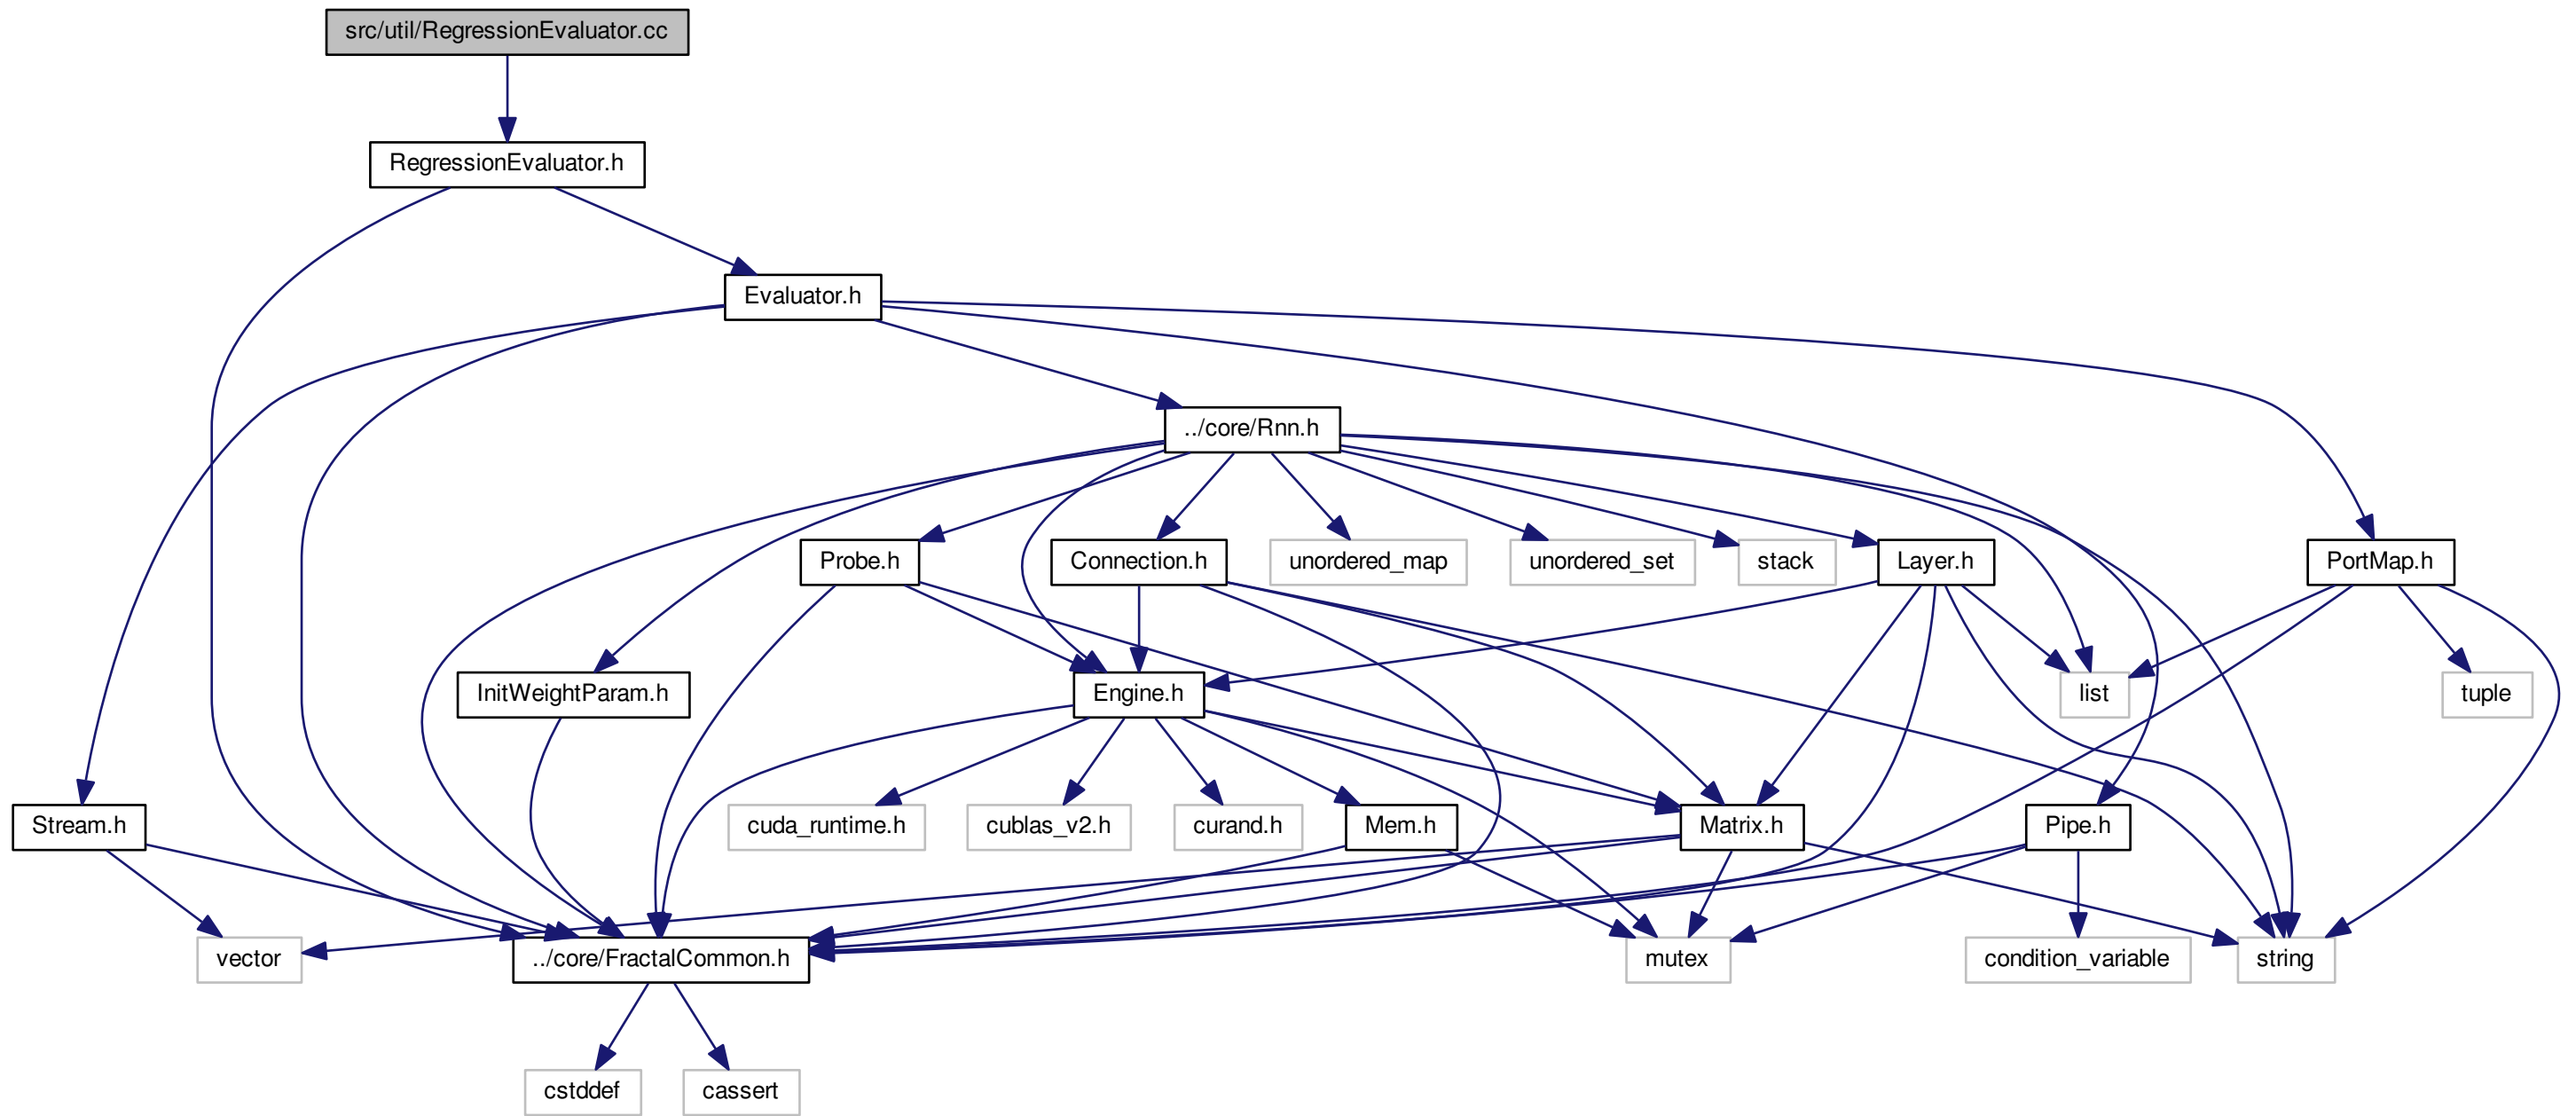 src/util/RegressionEvaluator.cc
RegressionEvaluator.h
Evaluator.h
../core/Rnn.h
Probe.h
Connection.h
unordered_map
unordered_set
stack
Layer.h
PortMap.h
InitWeightParam.h
Engine.h
list
tuple
Stream.h
cuda_runtime.h
cublas_v2.h
curand.h
Mem.h
Matrix.h
Pipe.h
vector
../core/FractalCommon.h
mutex
condition_variable
string
cstddef
cassert